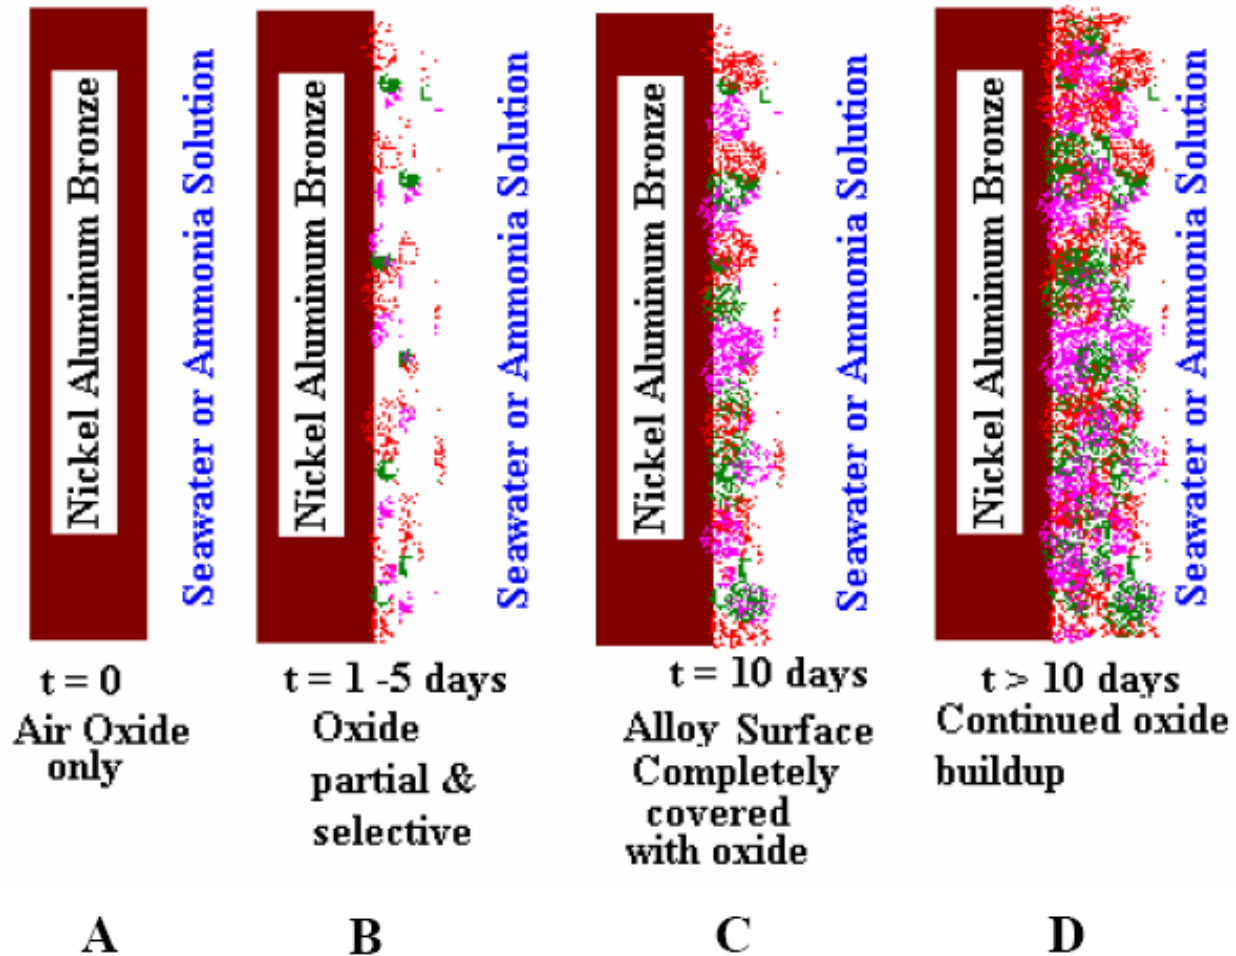 Nickel Aluminum Bronze
Seawater or Ammonia Solution
t = 0
Air Oxide
only
A
Nickel Aluminum Bronze
Seawater or Ammonia Solution
t = 1 -5 days
Oxide
partial &
selective
B
Nickel Aluminum Bronze
Seawater or Ammonia Solution
t = 10 days
Alloy Surface
Completely
covered
with oxide
C
Nickel Aluminum Bronze
Seawater or Ammonia Solution
t > 10 days
Continued oxide
buildup
D